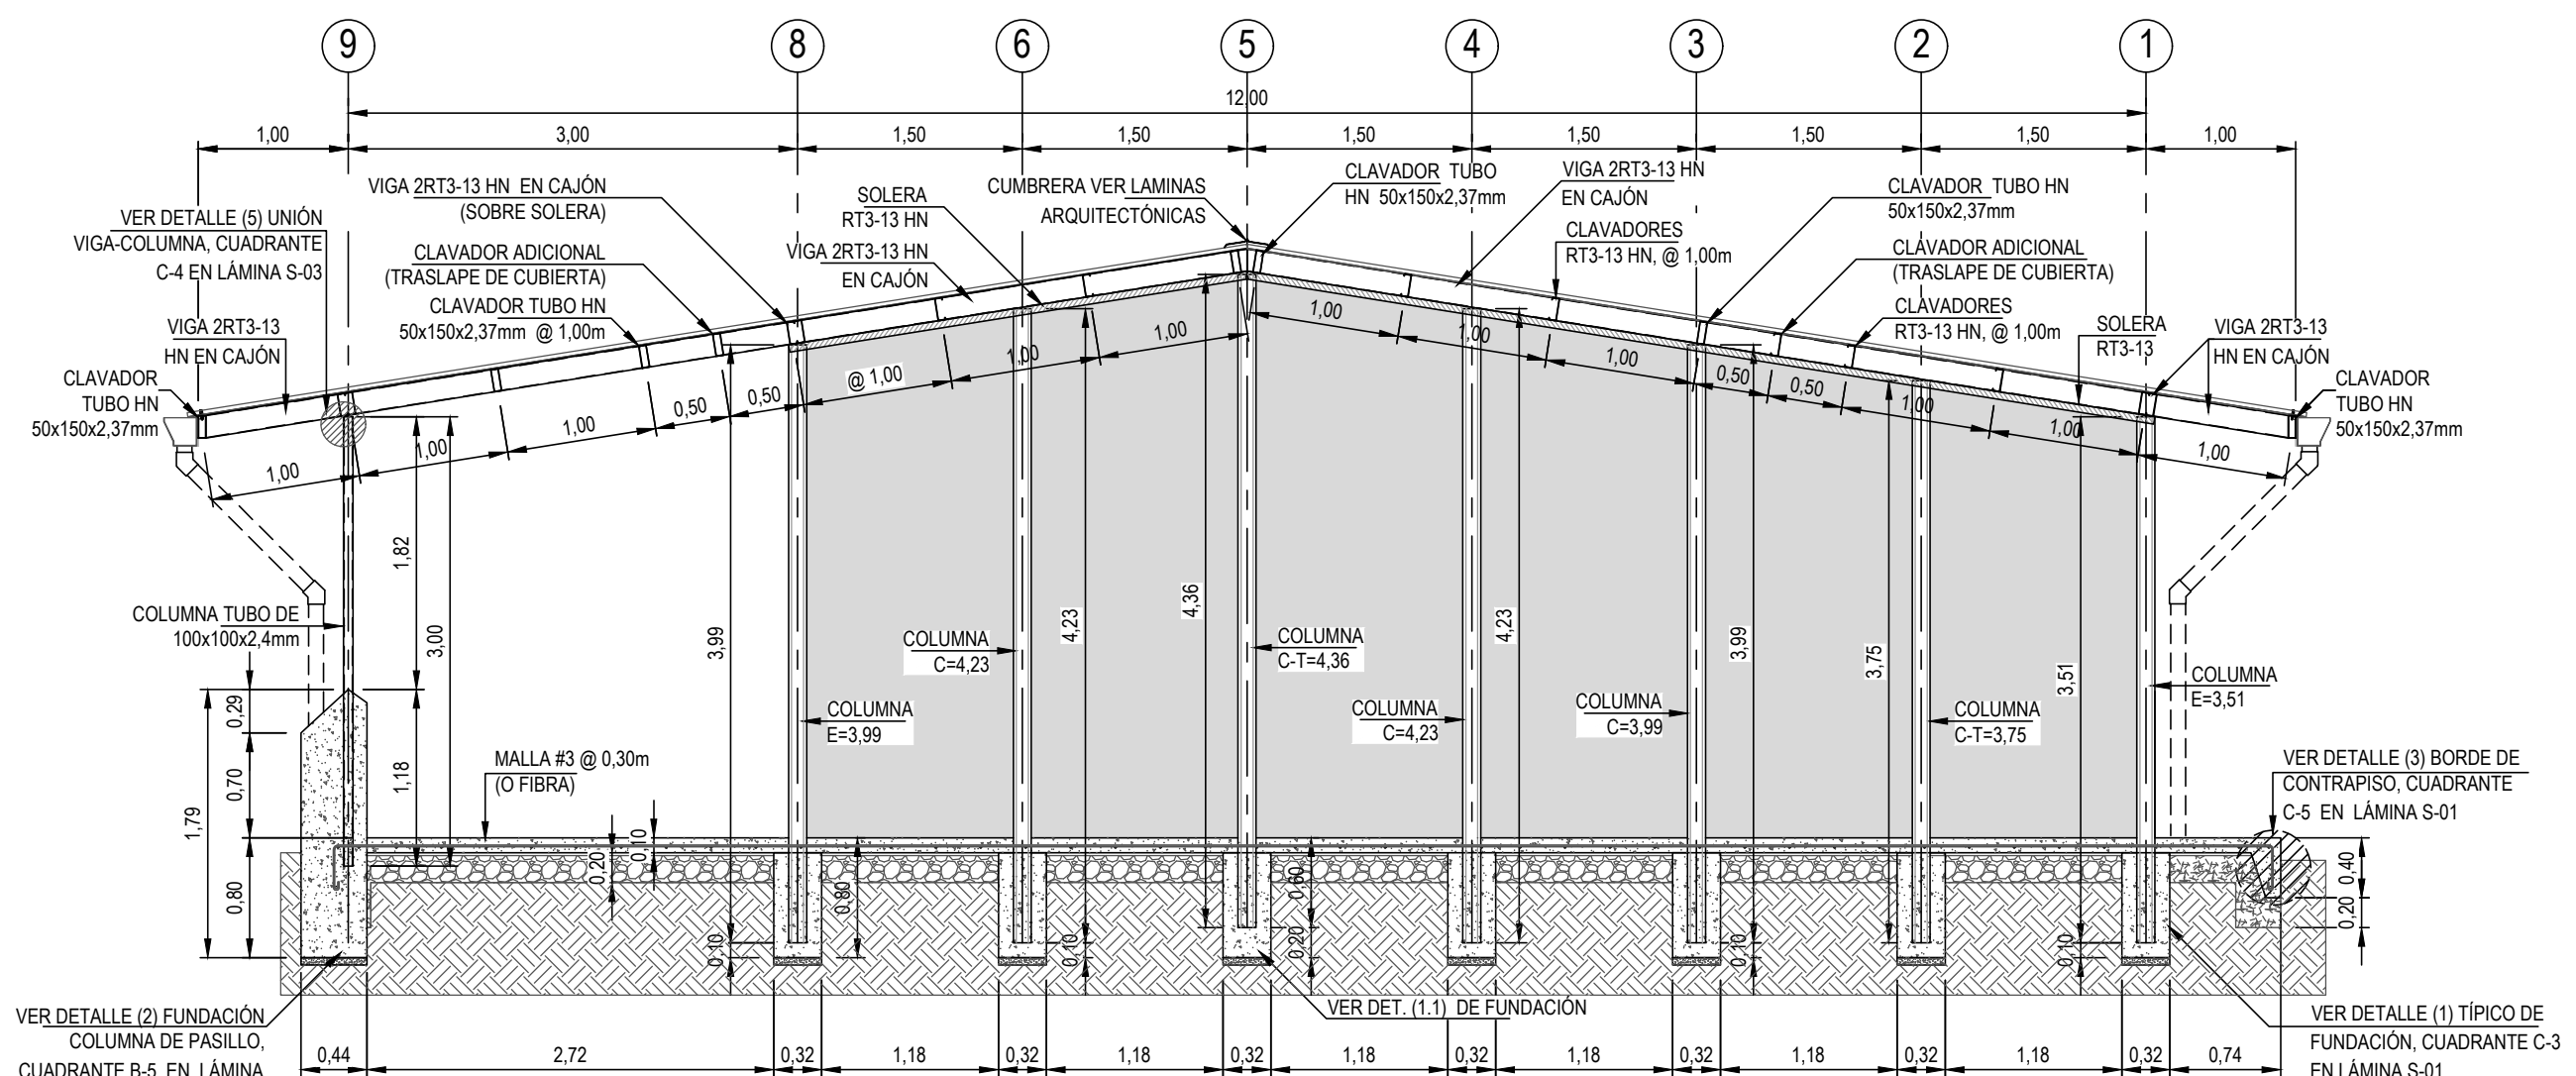 9
8
6
5
4
3
2
1
12,00
1,00
3,00
1,50
1,50
1,50
1,50
1,50
1,50
1,00
VER DETALLE (5) UNIÓN
VIGA-COLUMNA, CUADRANTE
C-4 EN LÁMINA S-03
VIGA 2RT3-13 HN EN CAJÓN
(SOBRE SOLERA)
CLAVADOR ADICIONAL
(TRASLAPE DE CUBIERTA)
CLAVADOR TUBO HN
50x150x2,37mm @ 1,00m
SOLERA
RT3-13 HN
VIGA 2RT3-13 HN
EN CAJÓN
CUMBRERA VER LAMINAS
ARQUITECTÓNICAS
CLAVADOR TUBO
HN 50x150x2,37mm
VIGA 2RT3-13 HN
EN CAJÓN
CLAVADORES
RT3-13 HN, @ 1,00m
CLAVADOR TUBO HN
50x150x2,37mm
CLAVADOR ADICIONAL
(TRASLAPE DE CUBIERTA)
CLAVADORES
RT3-13 HN, @ 1,00m
SOLERA
RT3-13
VIGA 2RT3-13
HN EN CAJÓN
CLAVADOR
TUBO HN
50x150x2,37mm
VIGA 2RT3-13
HN EN CAJÓN
CLAVADOR
TUBO HN
50x150x2,37mm
1,00
1,00
1,00
0,50
0,50
@ 1,00
1,00
1,00
1,00
1,00
1,00
0,50
0,50
1,00
1,00
1,00
1,82
3,00
1,18
3,99
4,23
4,36
4,23
3,99
3,75
3,51
COLUMNA TUBO DE
100x100x2,4mm
COLUMNA
E=3,99
COLUMNA
C=4,23
COLUMNA
C-T=4,36
COLUMNA
C=4,23
COLUMNA
C=3,99
COLUMNA
C-T=3,75
COLUMNA
E=3,51
MALLA #3 @ 0,30m
(O FIBRA)
1,79
0,29
0,70
0,80
0,20
0,10
0,10
0,80
0,10
0,60
0,20
0,10
0,10
0,40
0,20
VER DETALLE (3) BORDE DE
CONTRAPISO, CUADRANTE
C-5 EN LÁMINA S-01
VER DETALLE (2) FUNDACIÓN
COLUMNA DE PASILLO,
CUADRANTE B-5 EN LÁMINA
VER DET. (1.1) DE FUNDACIÓN
VER DETALLE (1) TÍPICO DE
FUNDACIÓN, CUADRANTE C-3
EN LÁMINA S-01
0,44
2,72
0,32
1,18
0,32
1,18
0,32
1,18
0,32
1,18
0,32
1,18
0,32
1,18
0,32
0,74